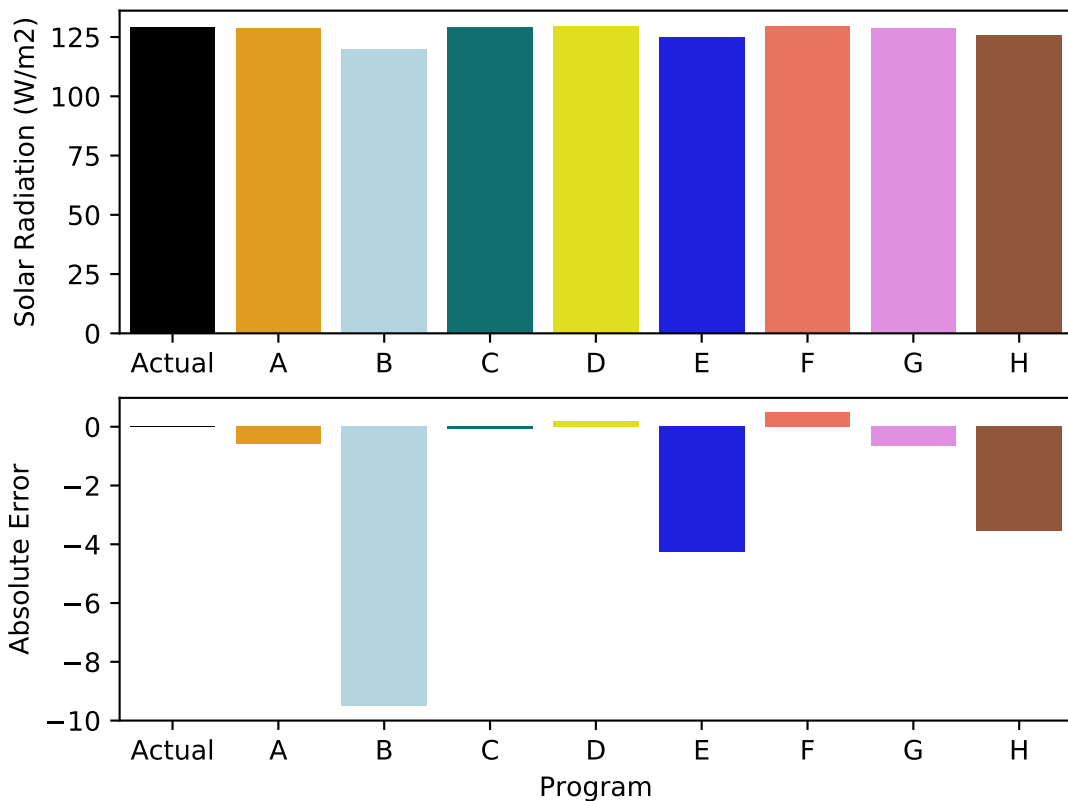 Solar Radiation (W/m2)
125
100
75
50
25
0
Actual A B C D E F G H
Absolute Error
0
−2
−4
−6
−8
−10
Actual A B C D E F G H
Program